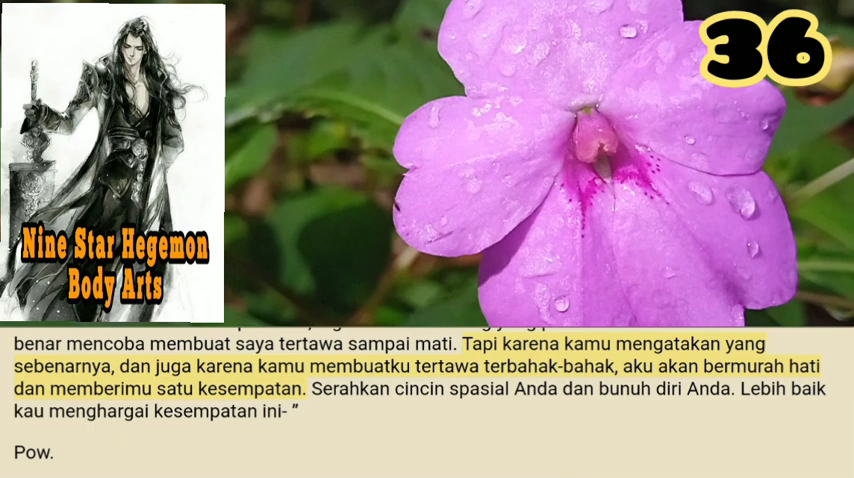 36
Nine Star Hegemon
Body Arts
benar mencoba membuat saya tertawa sampai mati. Tapi karena kamu mengatakan yang
sebenarnya, dan juga karena kamu membuatku tertawa terbahak-bahak, aku akan bermurah hati
dan memberimu satu kesempatan. Serahkan cincin spasial Anda dan bunuh diri Anda. Lebih baik
kau menghargai kesempatan ini- ”
Pow.